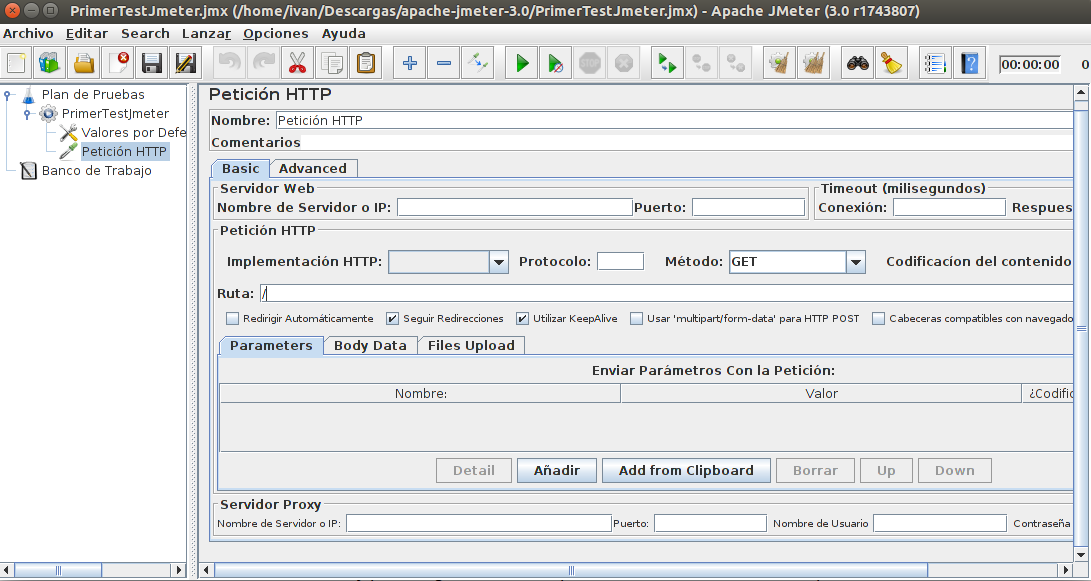 PrimerTestJmeter.jmx (/home/ivan/Descargas/apache-jmeter-3.0/PrimerTestJmeter.jmx) - Apache JMeter (3.0 r1743807)
Archivo Editar Search Lanzar Opciones Ayuda
STOP 00:00:00 0
Plan de Pruebas
PrimerTestJmeter
Valores por Defe
Petición HTTP
Banco de Trabajo
Petición HTTP
Nombre: Petición HTTP
Comentarios
Basic Advanced
Servidor Web Timeout (milisegundos)
Nombre de Servidor o IP: Puerto: Conexión: Respues
Petición HTTP
Implementación HTTP: Protocolo: Método: GET Codificacíon del contenido
Ruta: /
Redirigir Automáticamente Seguir Redirecciones Utilizar KeepAlive Usar 'multipart/form-data' para HTTP POST Cabeceras compatibles con navegado
Parameters Body Data Files Upload
Enviar Parámetros Con la Petición:
Nombre: Valor ¿Codific
Detail Añadir Add from Clipboard Borrar Up Down
Servidor Proxy
Nombre de Servidor o IP: Puerto: Nombre de Usuario Contraseña